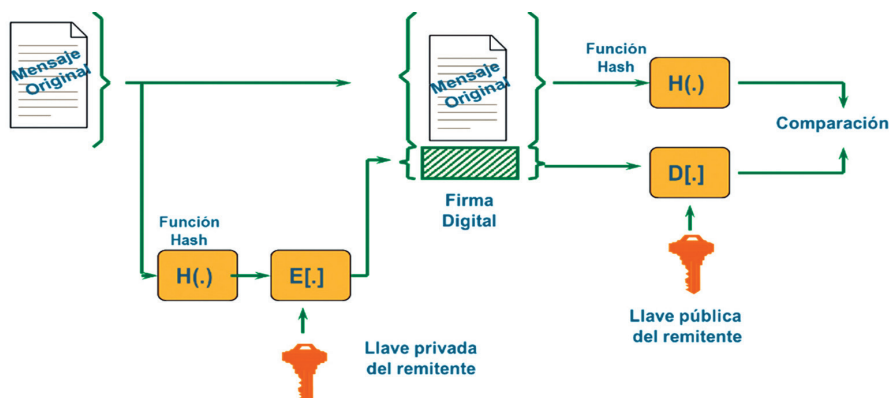 Mensaje
Original
Mensaje
Original
Función
Hash
H(.)
Comparación
Firma
Digital
D[.]
Función
Hash
H(.)
E[.]
Llave pública
del remitente
Llave privada
del remitente